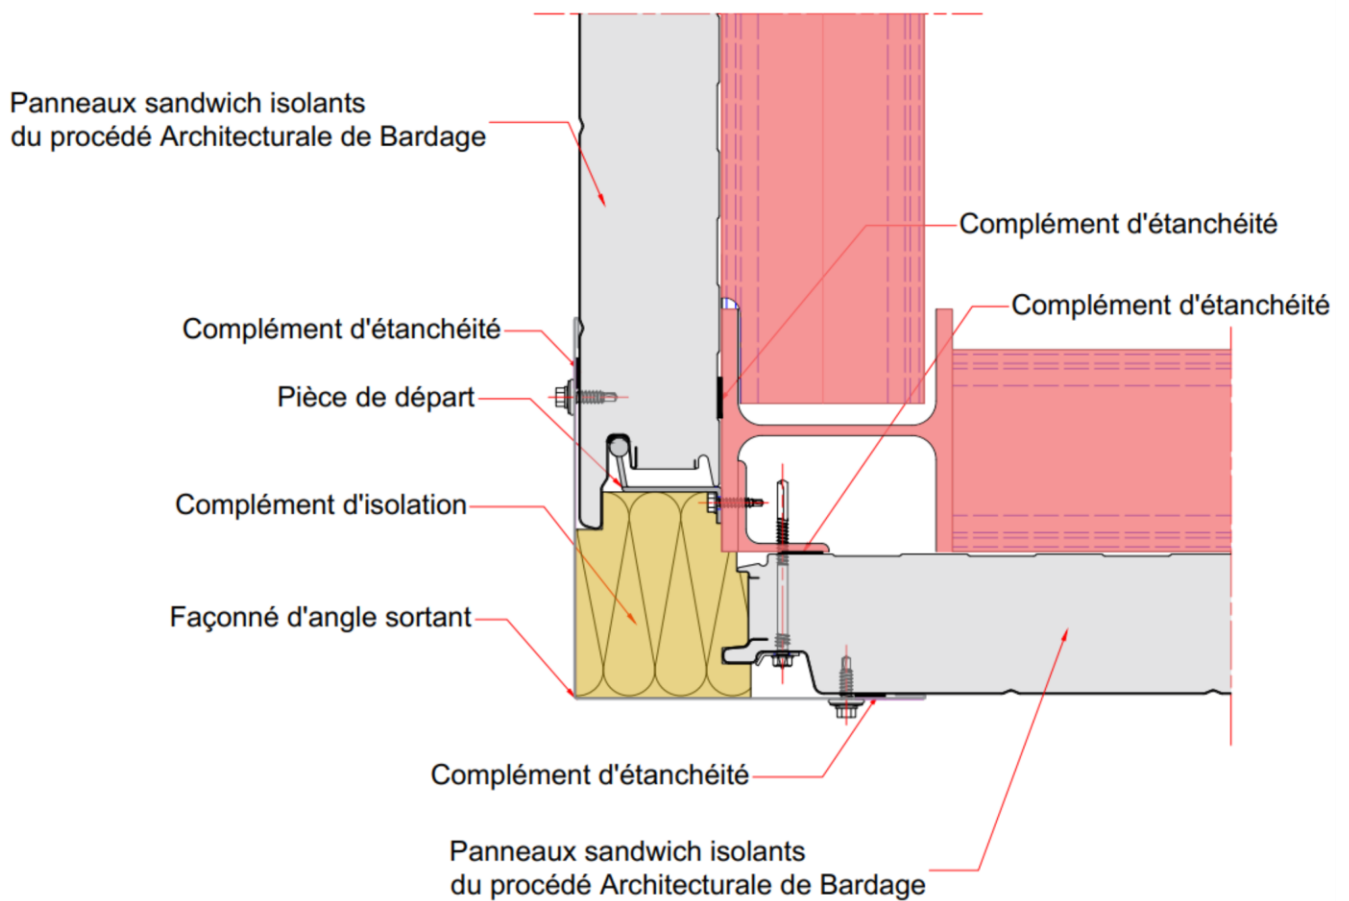 Panneaux sandwich isolants
du procédé Architecturale de Bardage
Complément d'étanchéité
Complément d'étanchéité
Complément d'étanchéité
Pièce de départ
Complément d'isolation
Façonné d'angle sortant
Complément d'étanchéité
Panneaux sandwich isolants
du procédé Architecturale de Bardage